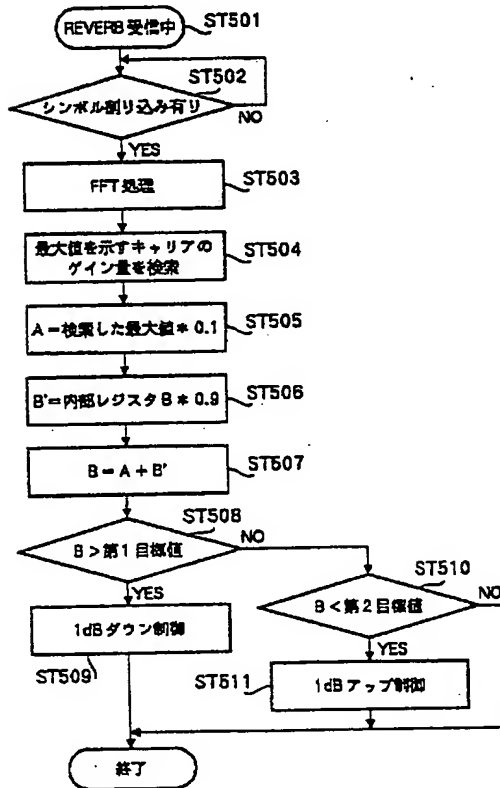 REVERB受信中
ST501
ST502
シンボル割り込み有り
NO
YES
FFT処理
ST503
最大値を示すキャリアの
ゲイン量を検索
ST504
A=検索した最大値*0.1
ST505
B'=内部レジスタB*0.9
ST506
B=A+B'
ST507
ST508
B>第1目標値
NO
YES
ST510
B<第2目標値
NO
YES
1dBダウン制御
ST509
ST511
1dBアップ制御
終了